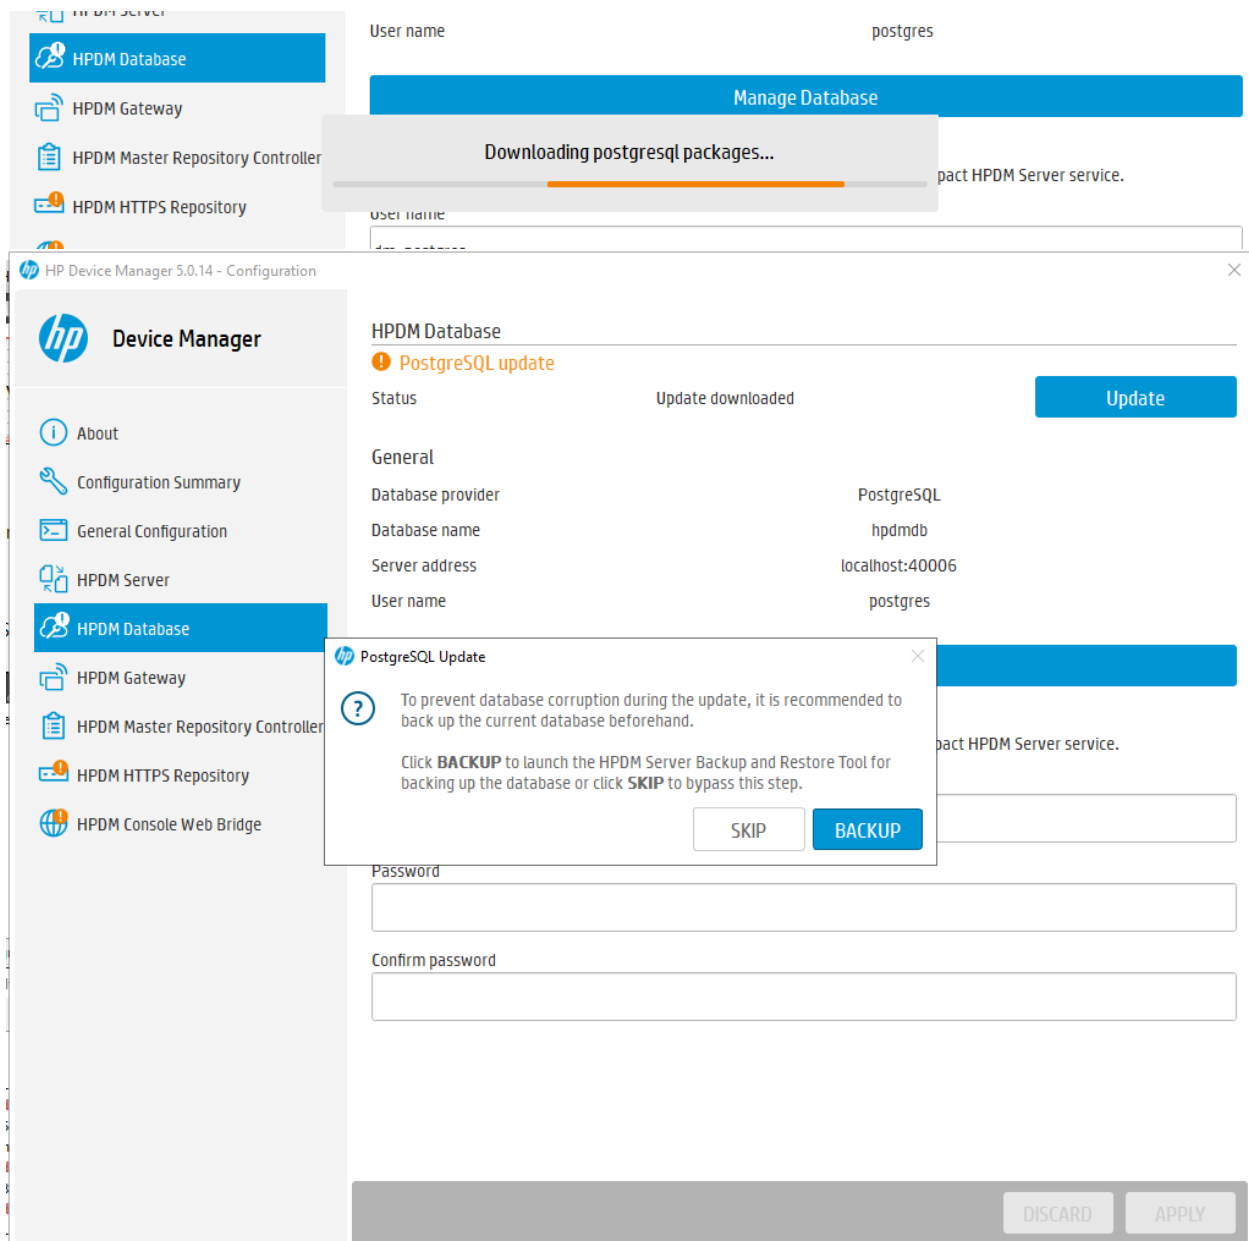 HPDM Server
HPDM Database
HPDM Gateway
HPDM Master Repository Controller
HPDM HTTPS Repository
User name
postgres
Manage Database
Downloading postgresql packages...
pact HPDM Server service.
User name
dm_postgres
HP Device Manager 5.0.14 - Configuration
hp
Device Manager
About
Configuration Summary
General Configuration
HPDM Server
HPDM Database
HPDM Gateway
HPDM Master Repository Controller
HPDM HTTPS Repository
HPDM Console Web Bridge
HPDM Database
PostgreSQL update
Status Update downloaded Update
General
Database provider PostgreSQL
Database name hpdmdb
Server address localhost:40006
User name postgres
PostgreSQL Update
To prevent database corruption during the update, it is recommended to
back up the current database beforehand.
Click BACKUP to launch the HPDM Server Backup and Restore Tool for
backing up the database or click SKIP to bypass this step.
SKIP BACKUP
pact HPDM Server service.
Password
Confirm password
DISCARD APPLY